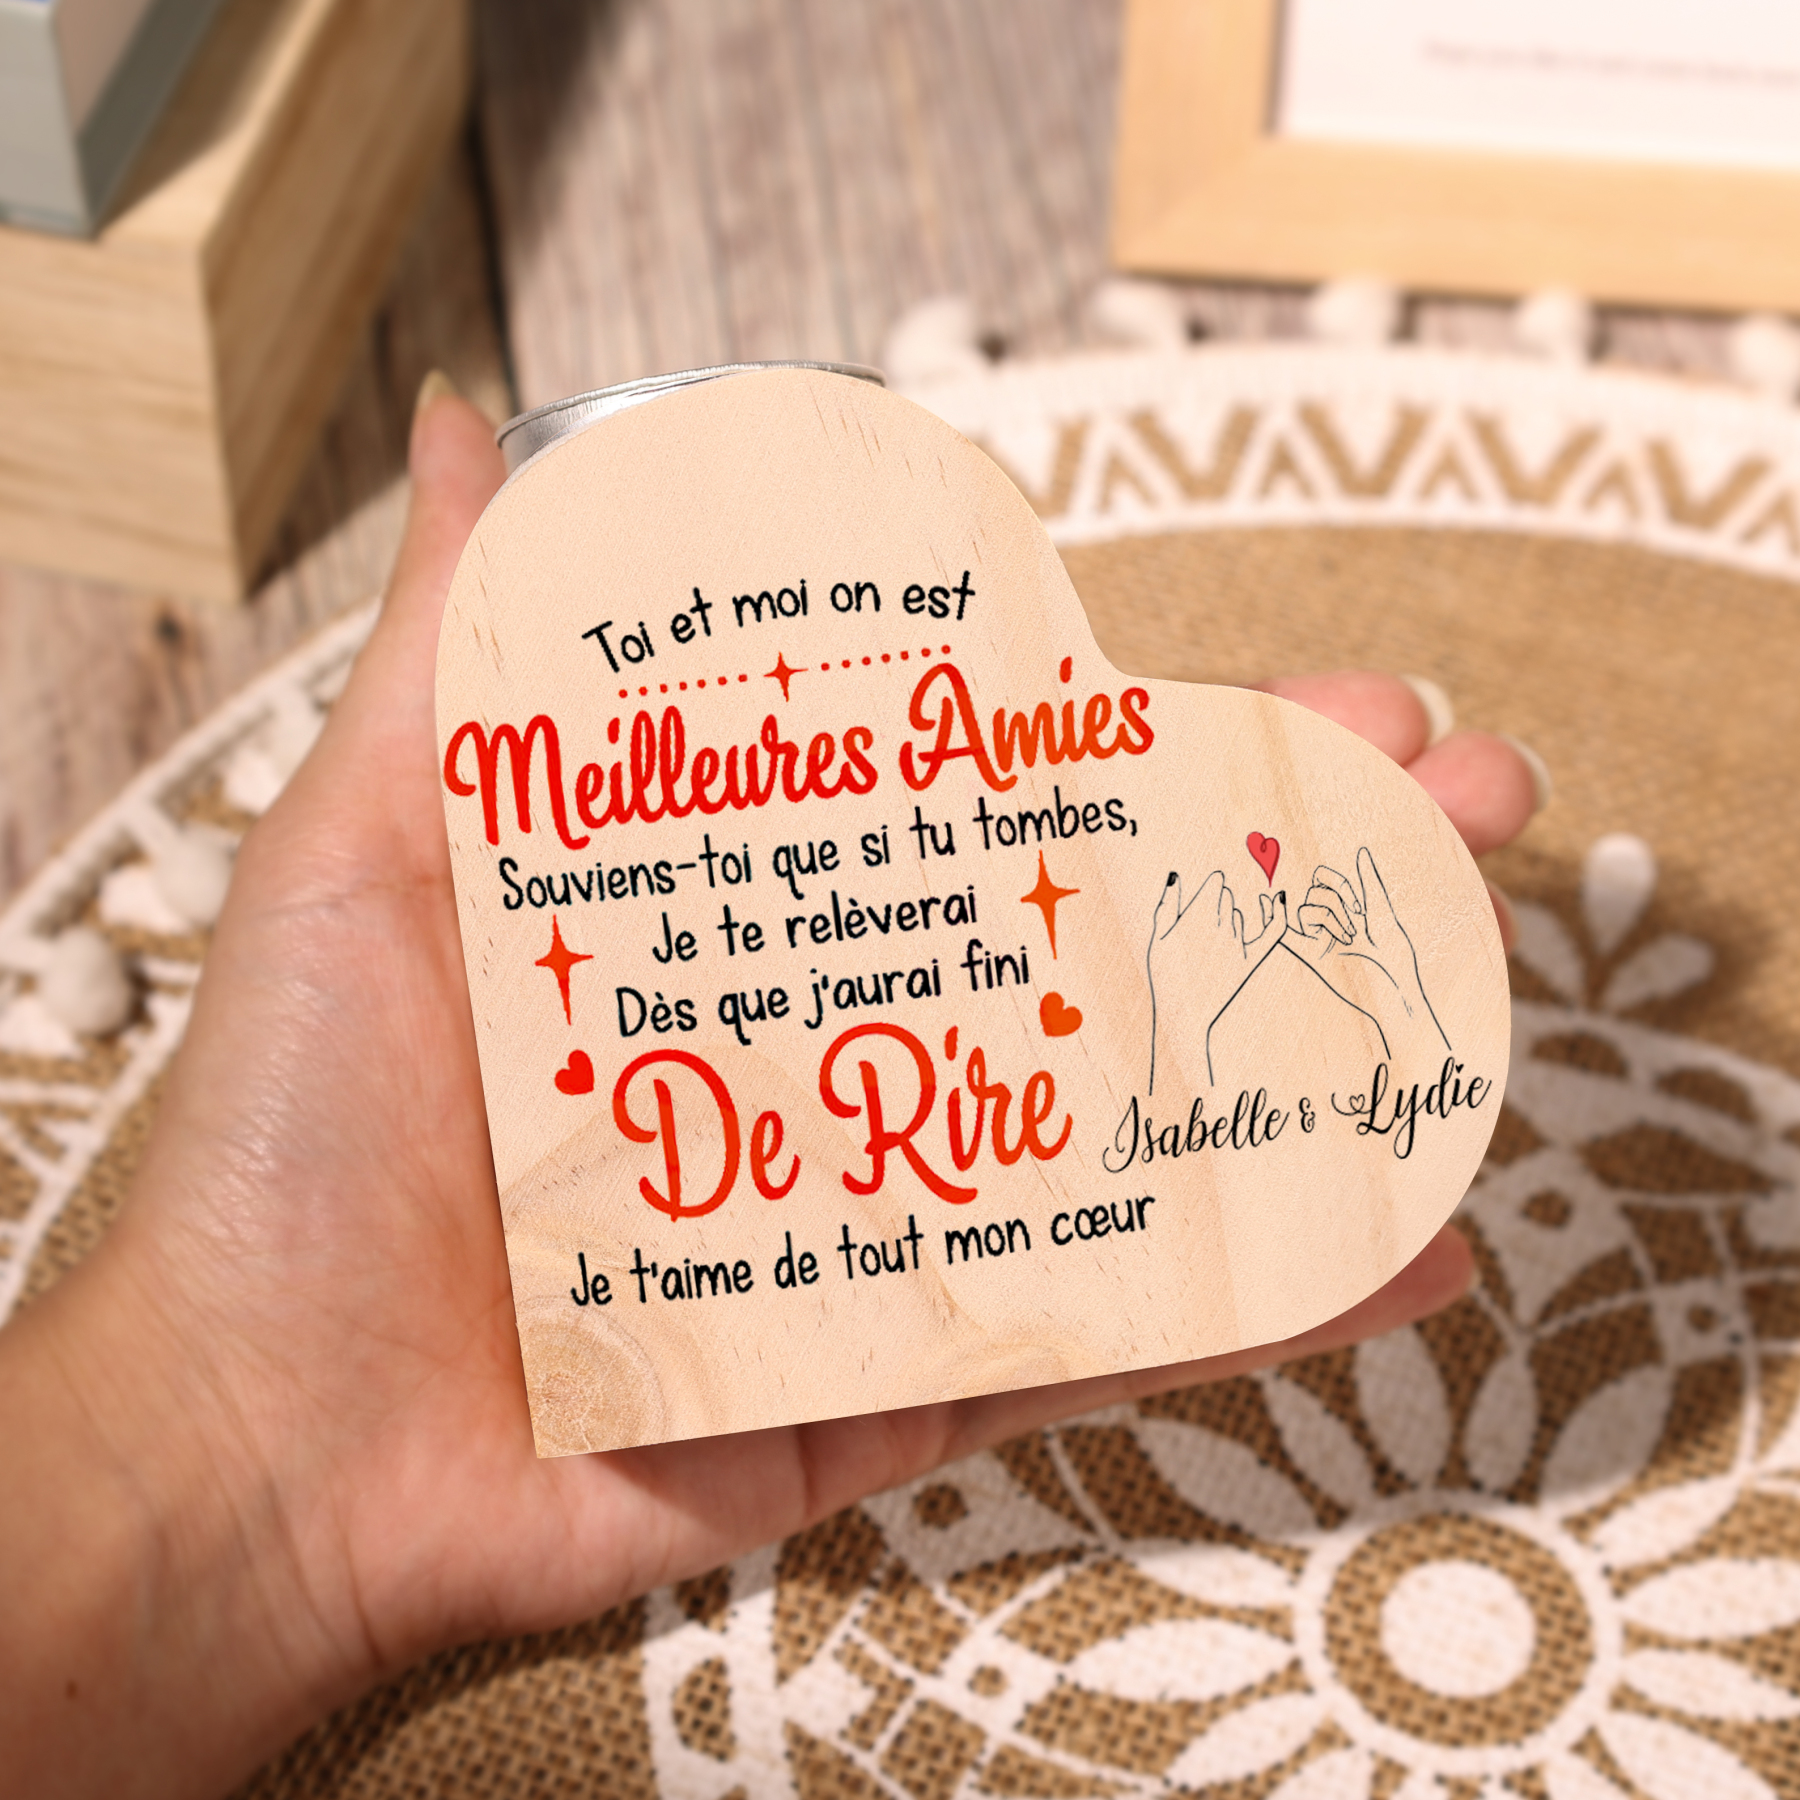 Toi et moi on est
Meilleures Amies
Souviens-toi que si tu tombes,
Je te relèverai
Dès que j'aurai fini
De Rire
Je t'aime de tout mon cœur
Isabelle & Lydie